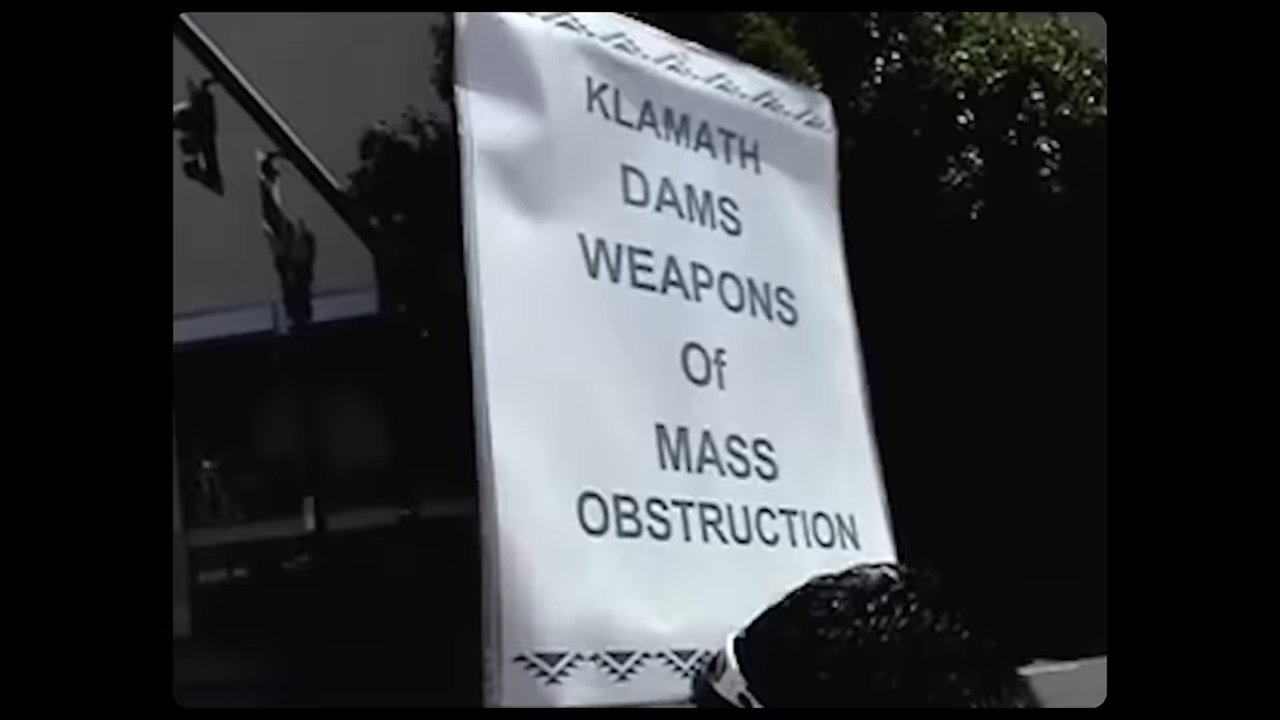 KLAMATH
DAMS
WEAPONS
Of
MASS
OBSTRUCTION